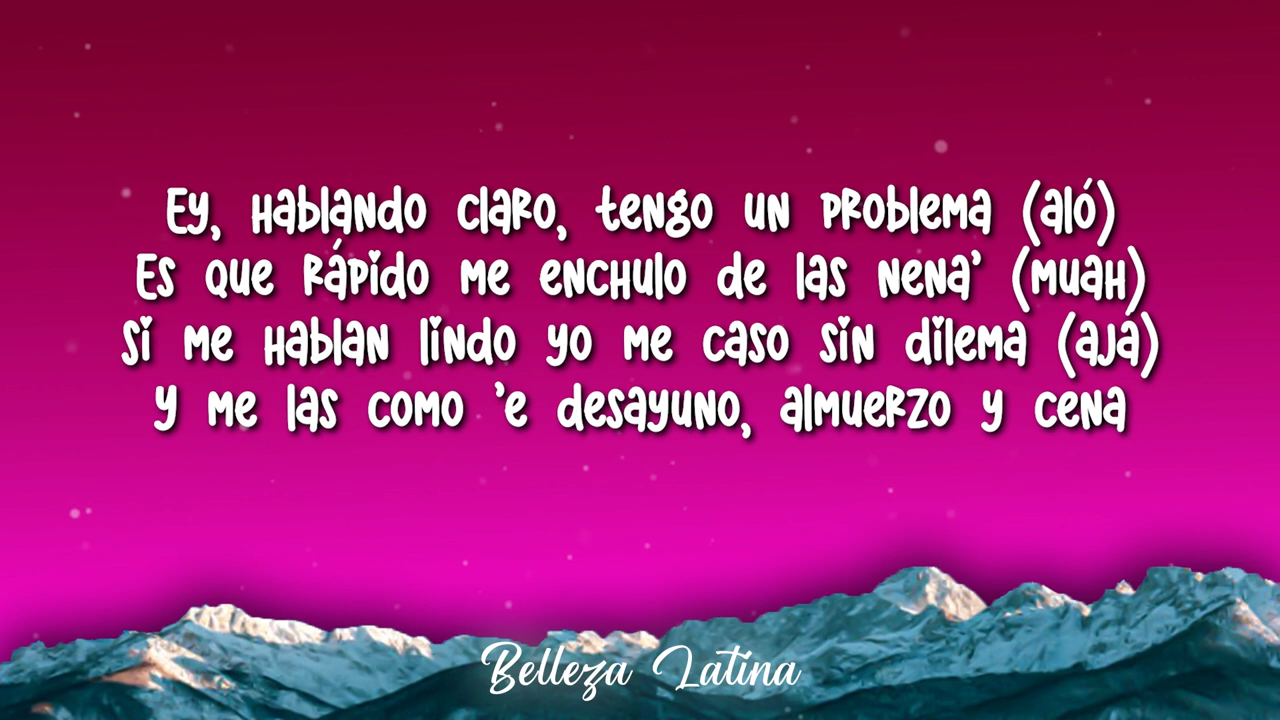 Ey, hablando claro, tengo un problema (aló)
Es que rápido me enchulo de las nena' (muah)
Si me hablan lindo yo me caso sin dilema (ajá)
Y me las como 'e desayuno, almuerzo y cena
Belleza Latina